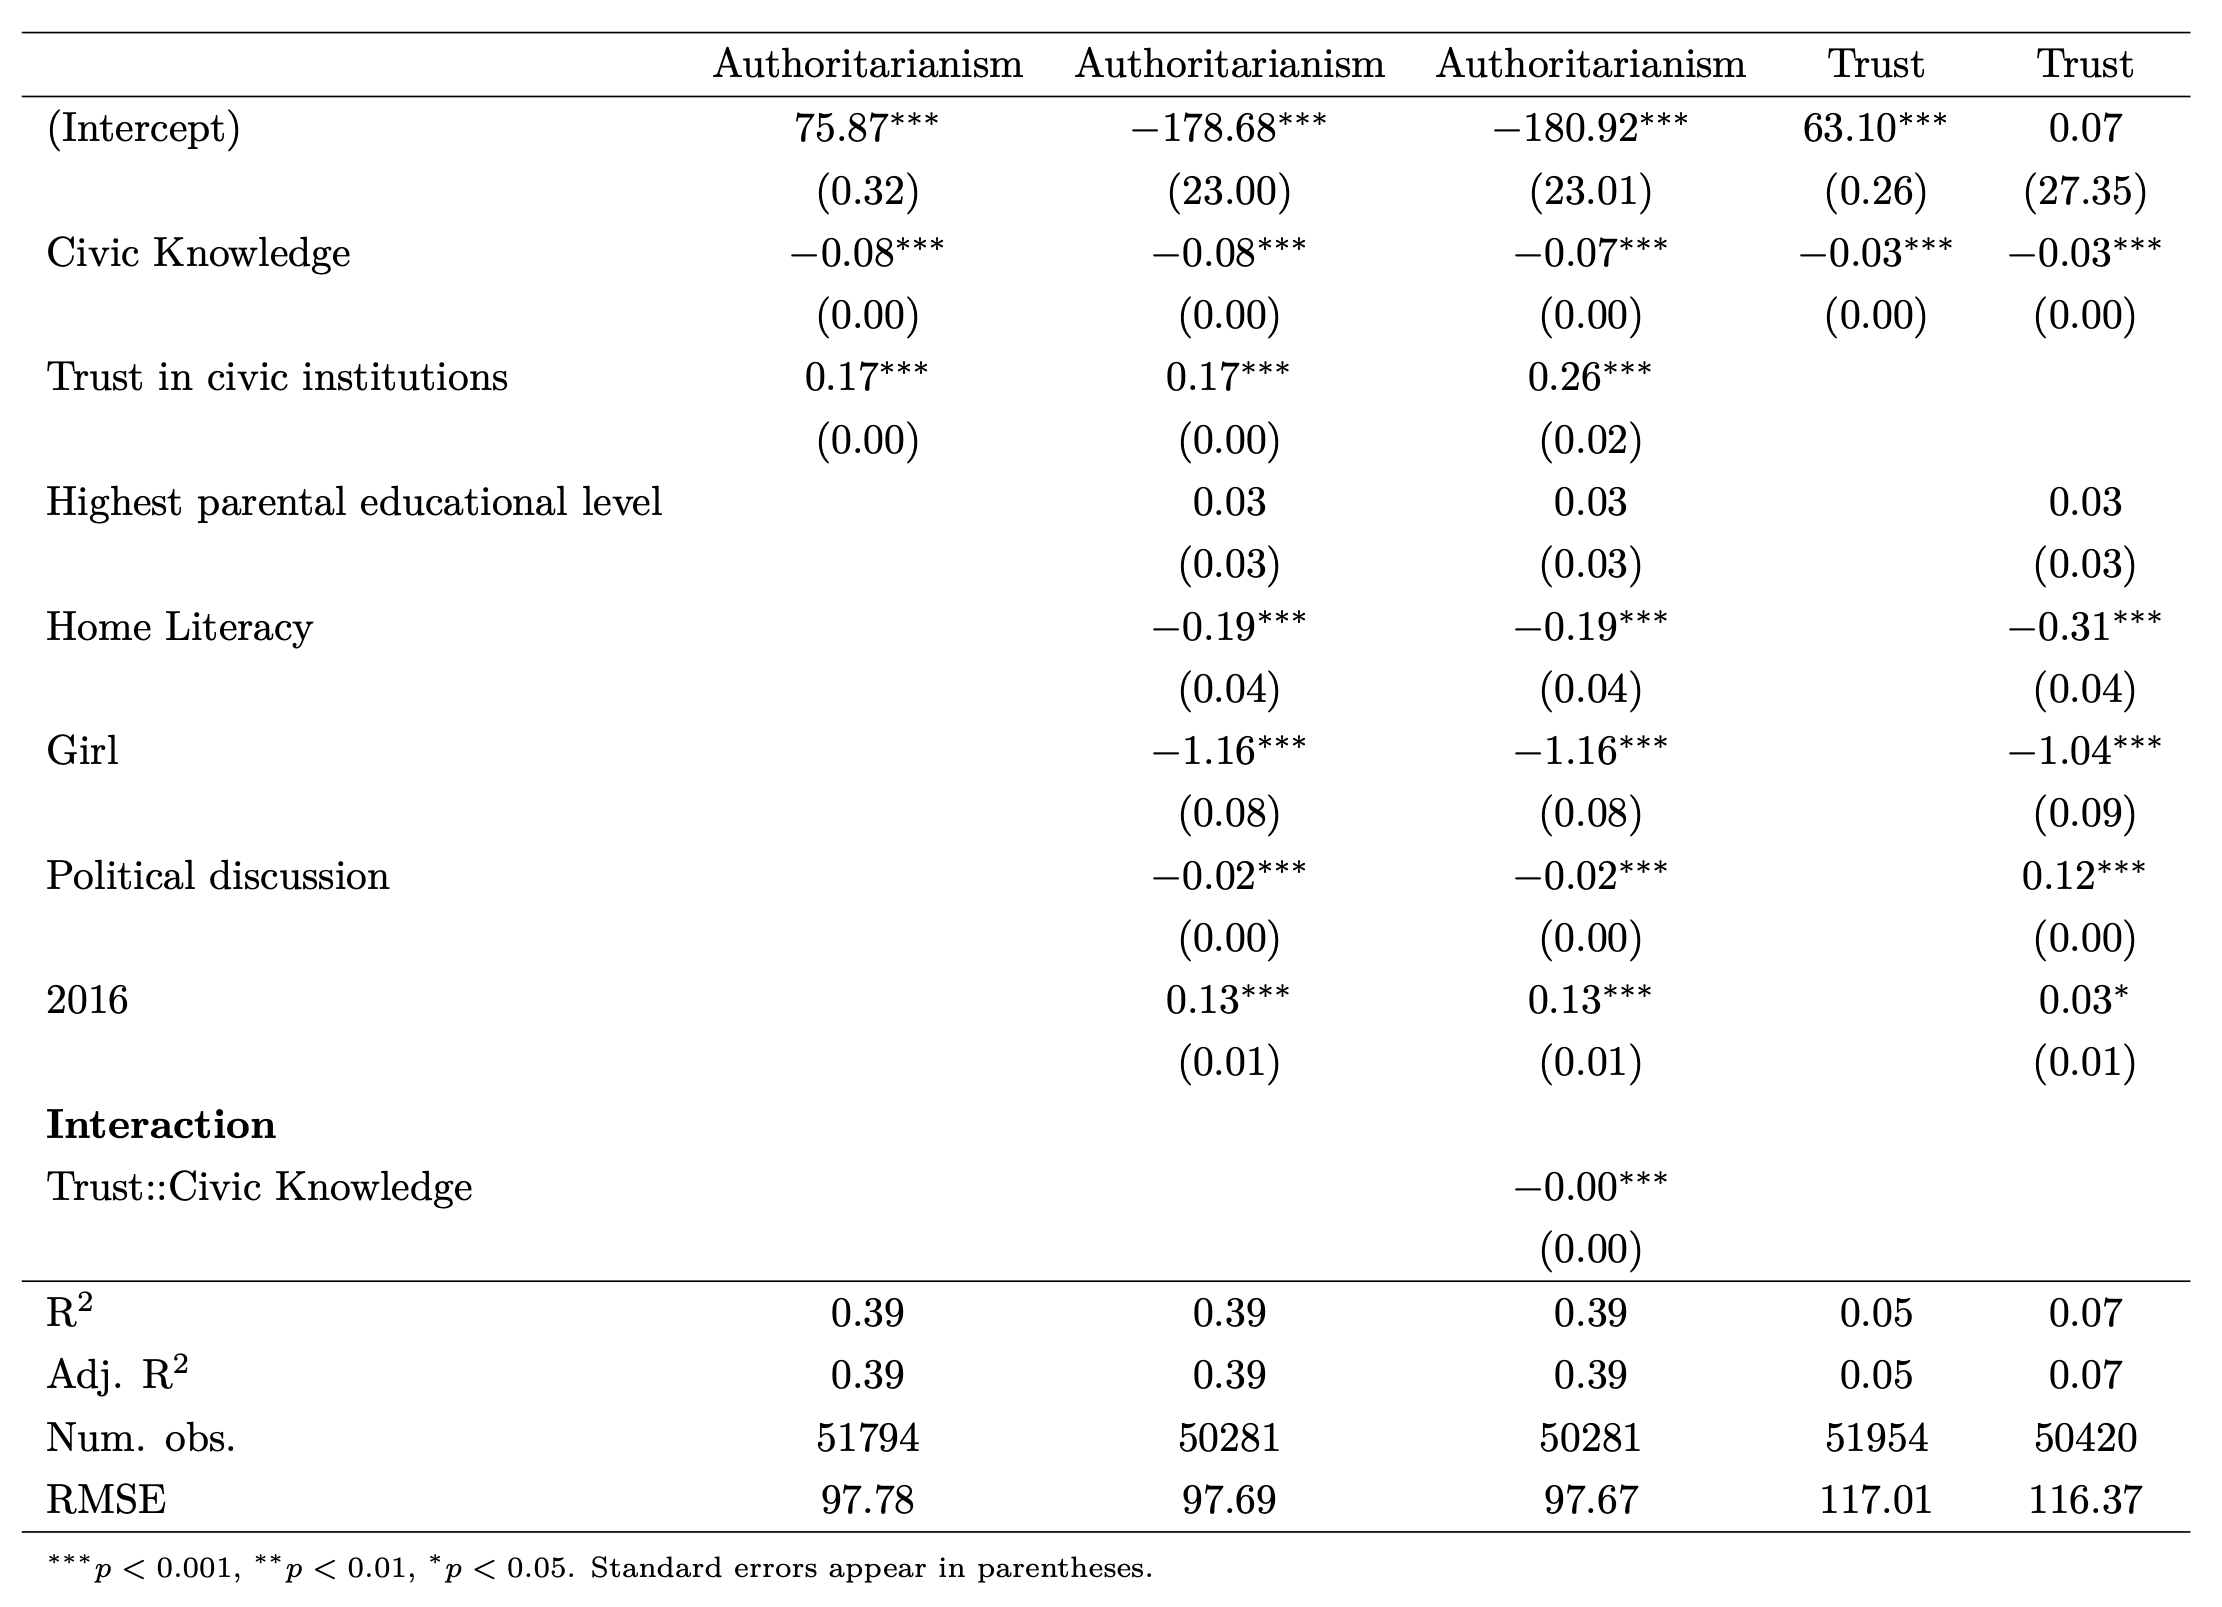 Authoritarianism Authoritarianism Authoritarianism Trust Trust
(Intercept) 75.87*** −178.68*** −180.92*** 63.10*** 0.07
(0.32) (23.00) (23.01) (0.26) (27.35)
Civic Knowledge −0.08*** −0.08*** −0.07*** −0.03*** −0.03***
(0.00) (0.00) (0.00) (0.00) (0.00)
Trust in civic institutions 0.17*** 0.17*** 0.26***
(0.00) (0.00) (0.02)
Highest parental educational level 0.03 0.03 0.03
(0.03) (0.03) (0.03)
Home Literacy −0.19*** −0.19*** −0.31***
(0.04) (0.04) (0.04)
Girl −1.16*** −1.16*** −1.04***
(0.08) (0.08) (0.09)
Political discussion −0.02*** −0.02*** 0.12***
(0.00) (0.00) (0.00)
2016 0.13*** 0.13*** 0.03*
(0.01) (0.01) (0.01)
Interaction
Trust::Civic Knowledge −0.00***
(0.00)
R² 0.39 0.39 0.39 0.05 0.07
Adj. R² 0.39 0.39 0.39 0.05 0.07
Num. obs. 51794 50281 50281 51954 50420
RMSE 97.78 97.69 97.67 117.01 116.37
***p < 0.001, **p < 0.01, *p < 0.05. Standard errors appear in parentheses.